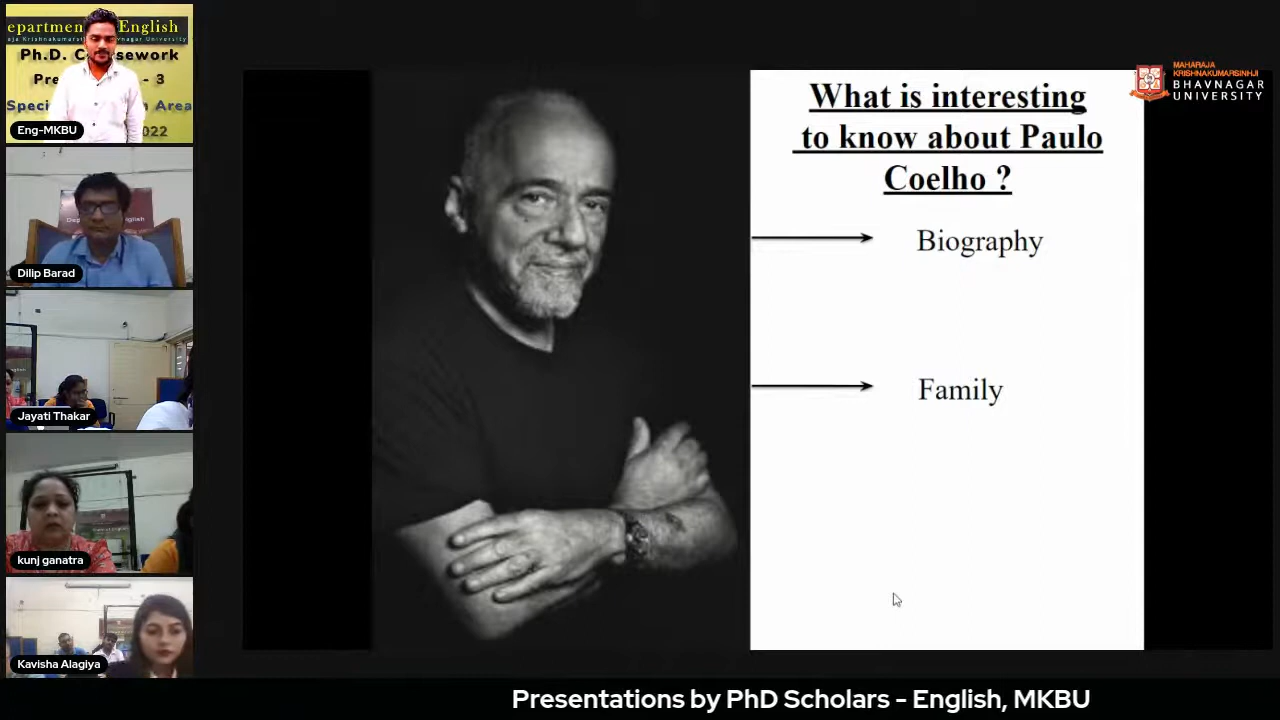 epartmen English
Ph.D. C sework
Pre - 3
Speci n Area
2022
Eng-MKBU
Dilip Barad
Jayati Thakar
kunj ganatra
Kavisha Alagiya
What is interesting
to know about Paulo
Coelho ?
Biography
Family
MAHARAJA
KRISHNAKUMARSINHJI
BHAVNAGAR
UNIVERSITY
Presentations by PhD Scholars - English, MKBU